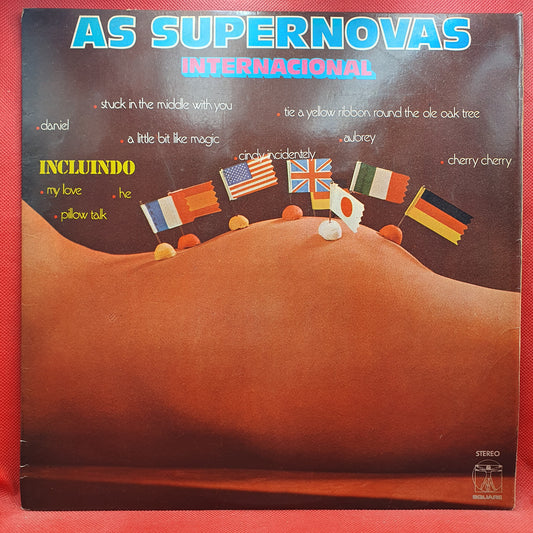 AS SUPERNOVAS
INTERNACIONAL
stuck in the middle with you
tie a yellow ribbon round the ole oak tree
daniel
a little bit like magic
aubrey
cindy incidentely
cherry cherry
INCLUINDO
my love
he
pillow talk
STEREO
SQUARE